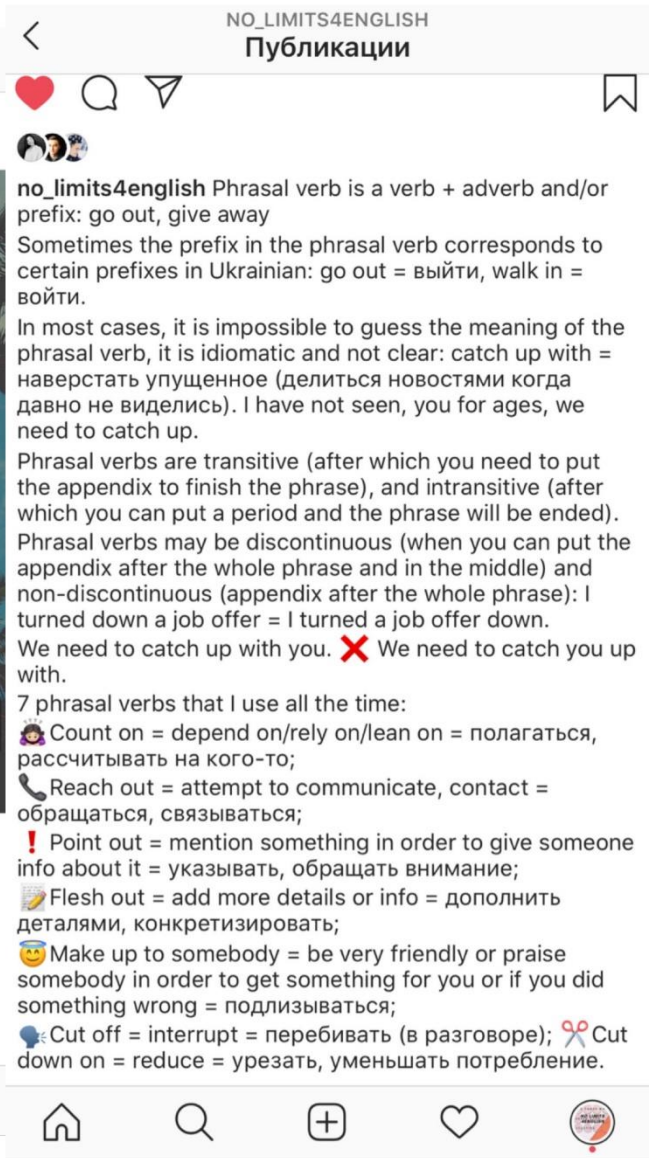 NO_LIMITS4ENGLISH
Публикации
no_limits4english Phrasal verb is a verb + adverb and/or
prefix: go out, give away
Sometimes the prefix in the phrasal verb corresponds to
certain prefixes in Ukrainian: go out = выйти, walk in =
войти.
In most cases, it is impossible to guess the meaning of the
phrasal verb, it is idiomatic and not clear: catch up with =
наверстать упущенное (делиться новостями когда
давно не виделись). I have not seen, you for ages, we
need to catch up.
Phrasal verbs are transitive (after which you need to put
the appendix to finish the phrase), and intransitive (after
which you can put a period and the phrase will be ended).
Phrasal verbs may be discontinuous (when you can put the
appendix after the whole phrase and in the middle) and
non-discontinuous (appendix after the whole phrase): I
turned down a job offer = I turned a job offer down.
We need to catch up with you. ❌ We need to catch you up
with.
7 phrasal verbs that I use all the time:
🙇🏻‍♀️Count on = depend on/rely on/lean on = полагаться,
рассчитывать на кого-то;
📞Reach out = attempt to communicate, contact =
обращаться, связываться;
❗️ Point out = mention something in order to give someone
info about it = указывать, обращать внимание;
📝Flesh out = add more details or info = дополнить
деталями, конкретизировать;
😇Make up to somebody = be very friendly or praise
somebody in order to get something for you or if you did
something wrong = подлизываться;
🗣Cut off = interrupt = перебивать (в разговоре); ✂️Cut
down on = reduce = урезать, уменьшать потребление.